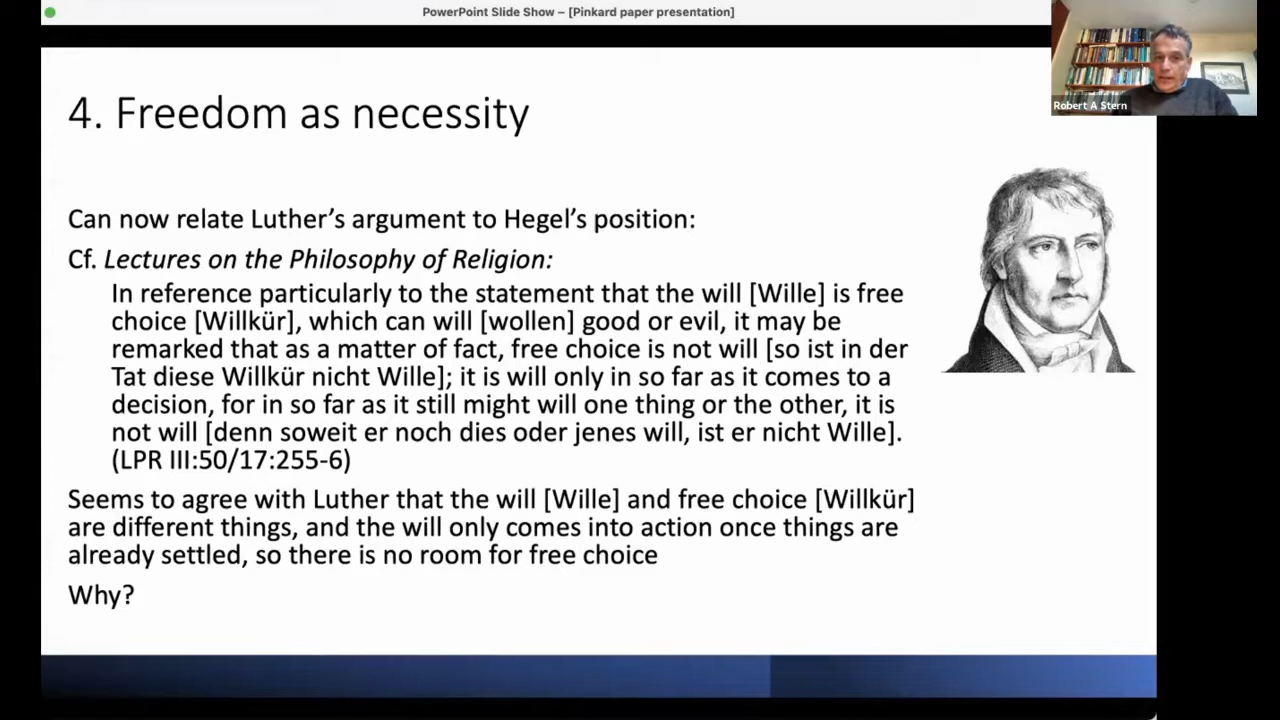 PowerPoint Slide Show – [Pinkard paper presentation]
Robert A Stern
4. Freedom as necessity
Can now relate Luther's argument to Hegel's position:
Cf. Lectures on the Philosophy of Religion:
In reference particularly to the statement that the will [Wille] is free
choice [Willkür], which can will [wollen] good or evil, it may be
remarked that as a matter of fact, free choice is not will [so ist in der
Tat diese Willkür nicht Wille]; it is will only in so far as it comes to a
decision, for in so far as it still might will one thing or the other, it is
not will [denn soweit er noch dies oder jenes will, ist er nicht Wille].
(LPR III:50/17:255-6)
Seems to agree with Luther that the will [Wille] and free choice [Willkür]
are different things, and the will only comes into action once things are
already settled, so there is no room for free choice
Why?